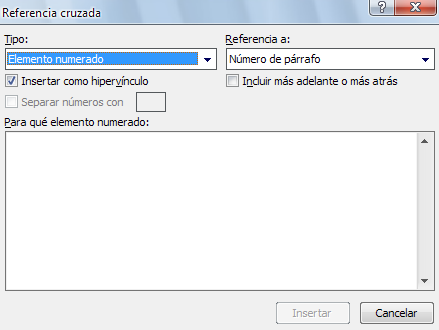 Referencia cruzada
Tipo:
Referencia a:
Elemento numerado
Número de párrafo
Insertar como hipervínculo
Incluir más adelante o más atrás
Separar números con
Para qué elemento numerado:
Insertar
Cancelar